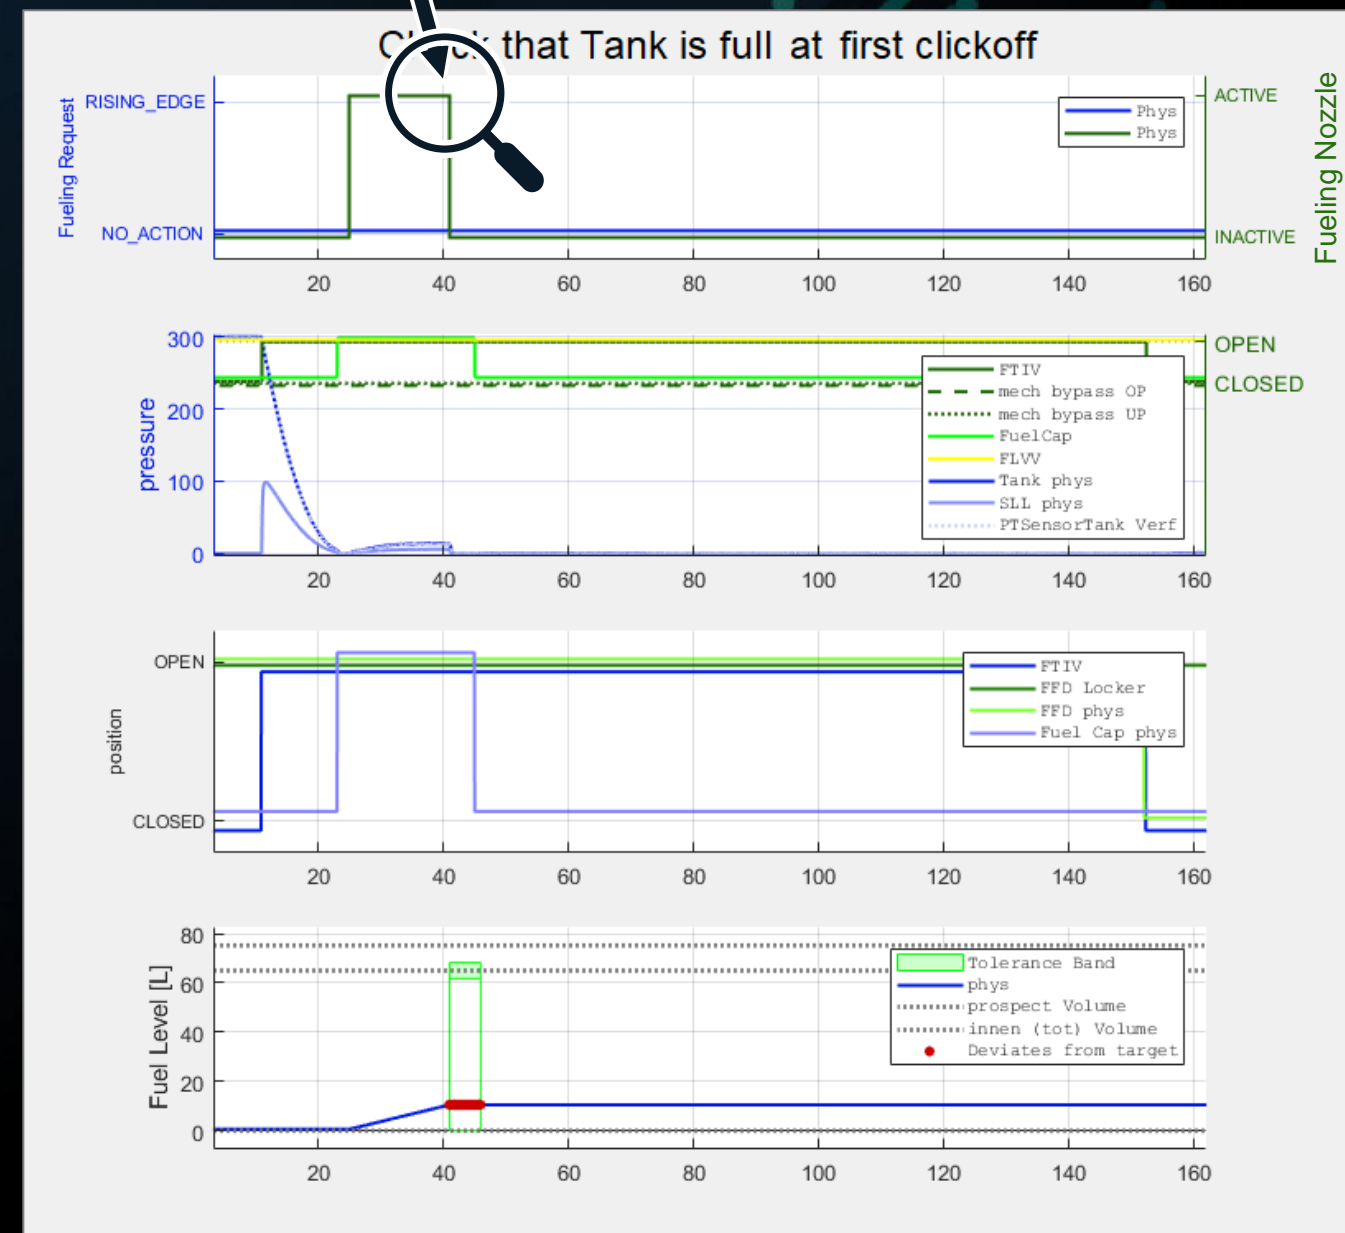 that Tank is full at first clickoff
Fueling Request
RISING_EDGE
NO_ACTION
ACTIVE
INACTIVE
Fueling Nozzle
Phys
Phys
20 40 60 80 100 120 140 160
pressure
300
200
100
0
OPEN
CLOSED
FTIV
mech bypass OP
mech bypass UP
FuelCap
FLVV
Tank phys
SLL phys
PTSensorTank Verf
20 40 60 80 100 120 140 160
position
OPEN
CLOSED
FTIV
FFD Locker
FFD phys
Fuel Cap phys
20 40 60 80 100 120 140 160
Fuel Level [L]
80
60
40
20
0
Tolerance Band
phys
prospect Volume
innen (tot) Volume
Deviates from target
20 40 60 80 100 120 140 160